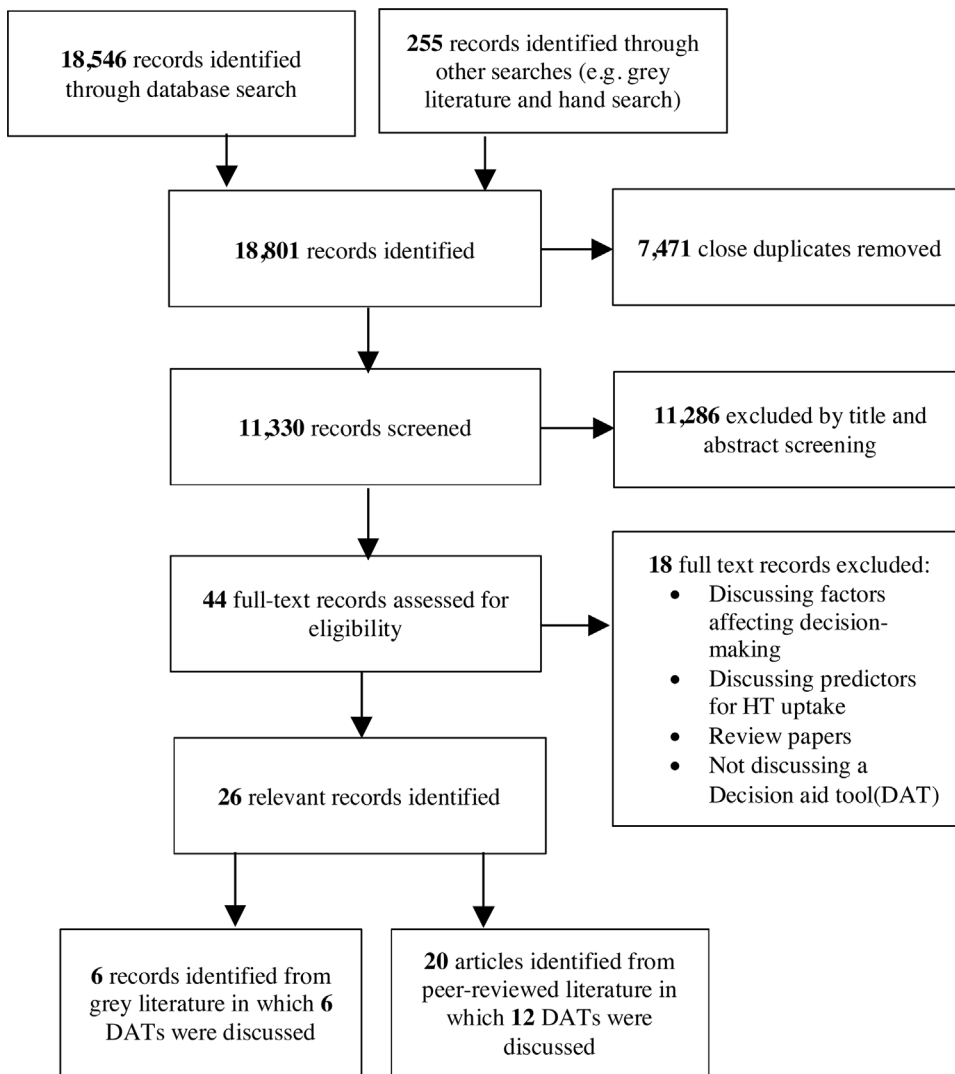 18,546 records identified
through database search
255 records identified through
other searches (e.g. grey
literature and hand search)
18,801 records identified
7,471 close duplicates removed
11,330 records screened
11,286 excluded by title and
abstract screening
44 full-text records assessed for
eligibility
18 full text records excluded:
• Discussing factors
affecting decision-
making
• Discussing predictors
for HT uptake
• Review papers
• Not discussing a
Decision aid tool(DAT)
26 relevant records identified
6 records identified from
grey literature in which 6
DATs were discussed
20 articles identified from
peer-reviewed literature in
which 12 DATs were
discussed